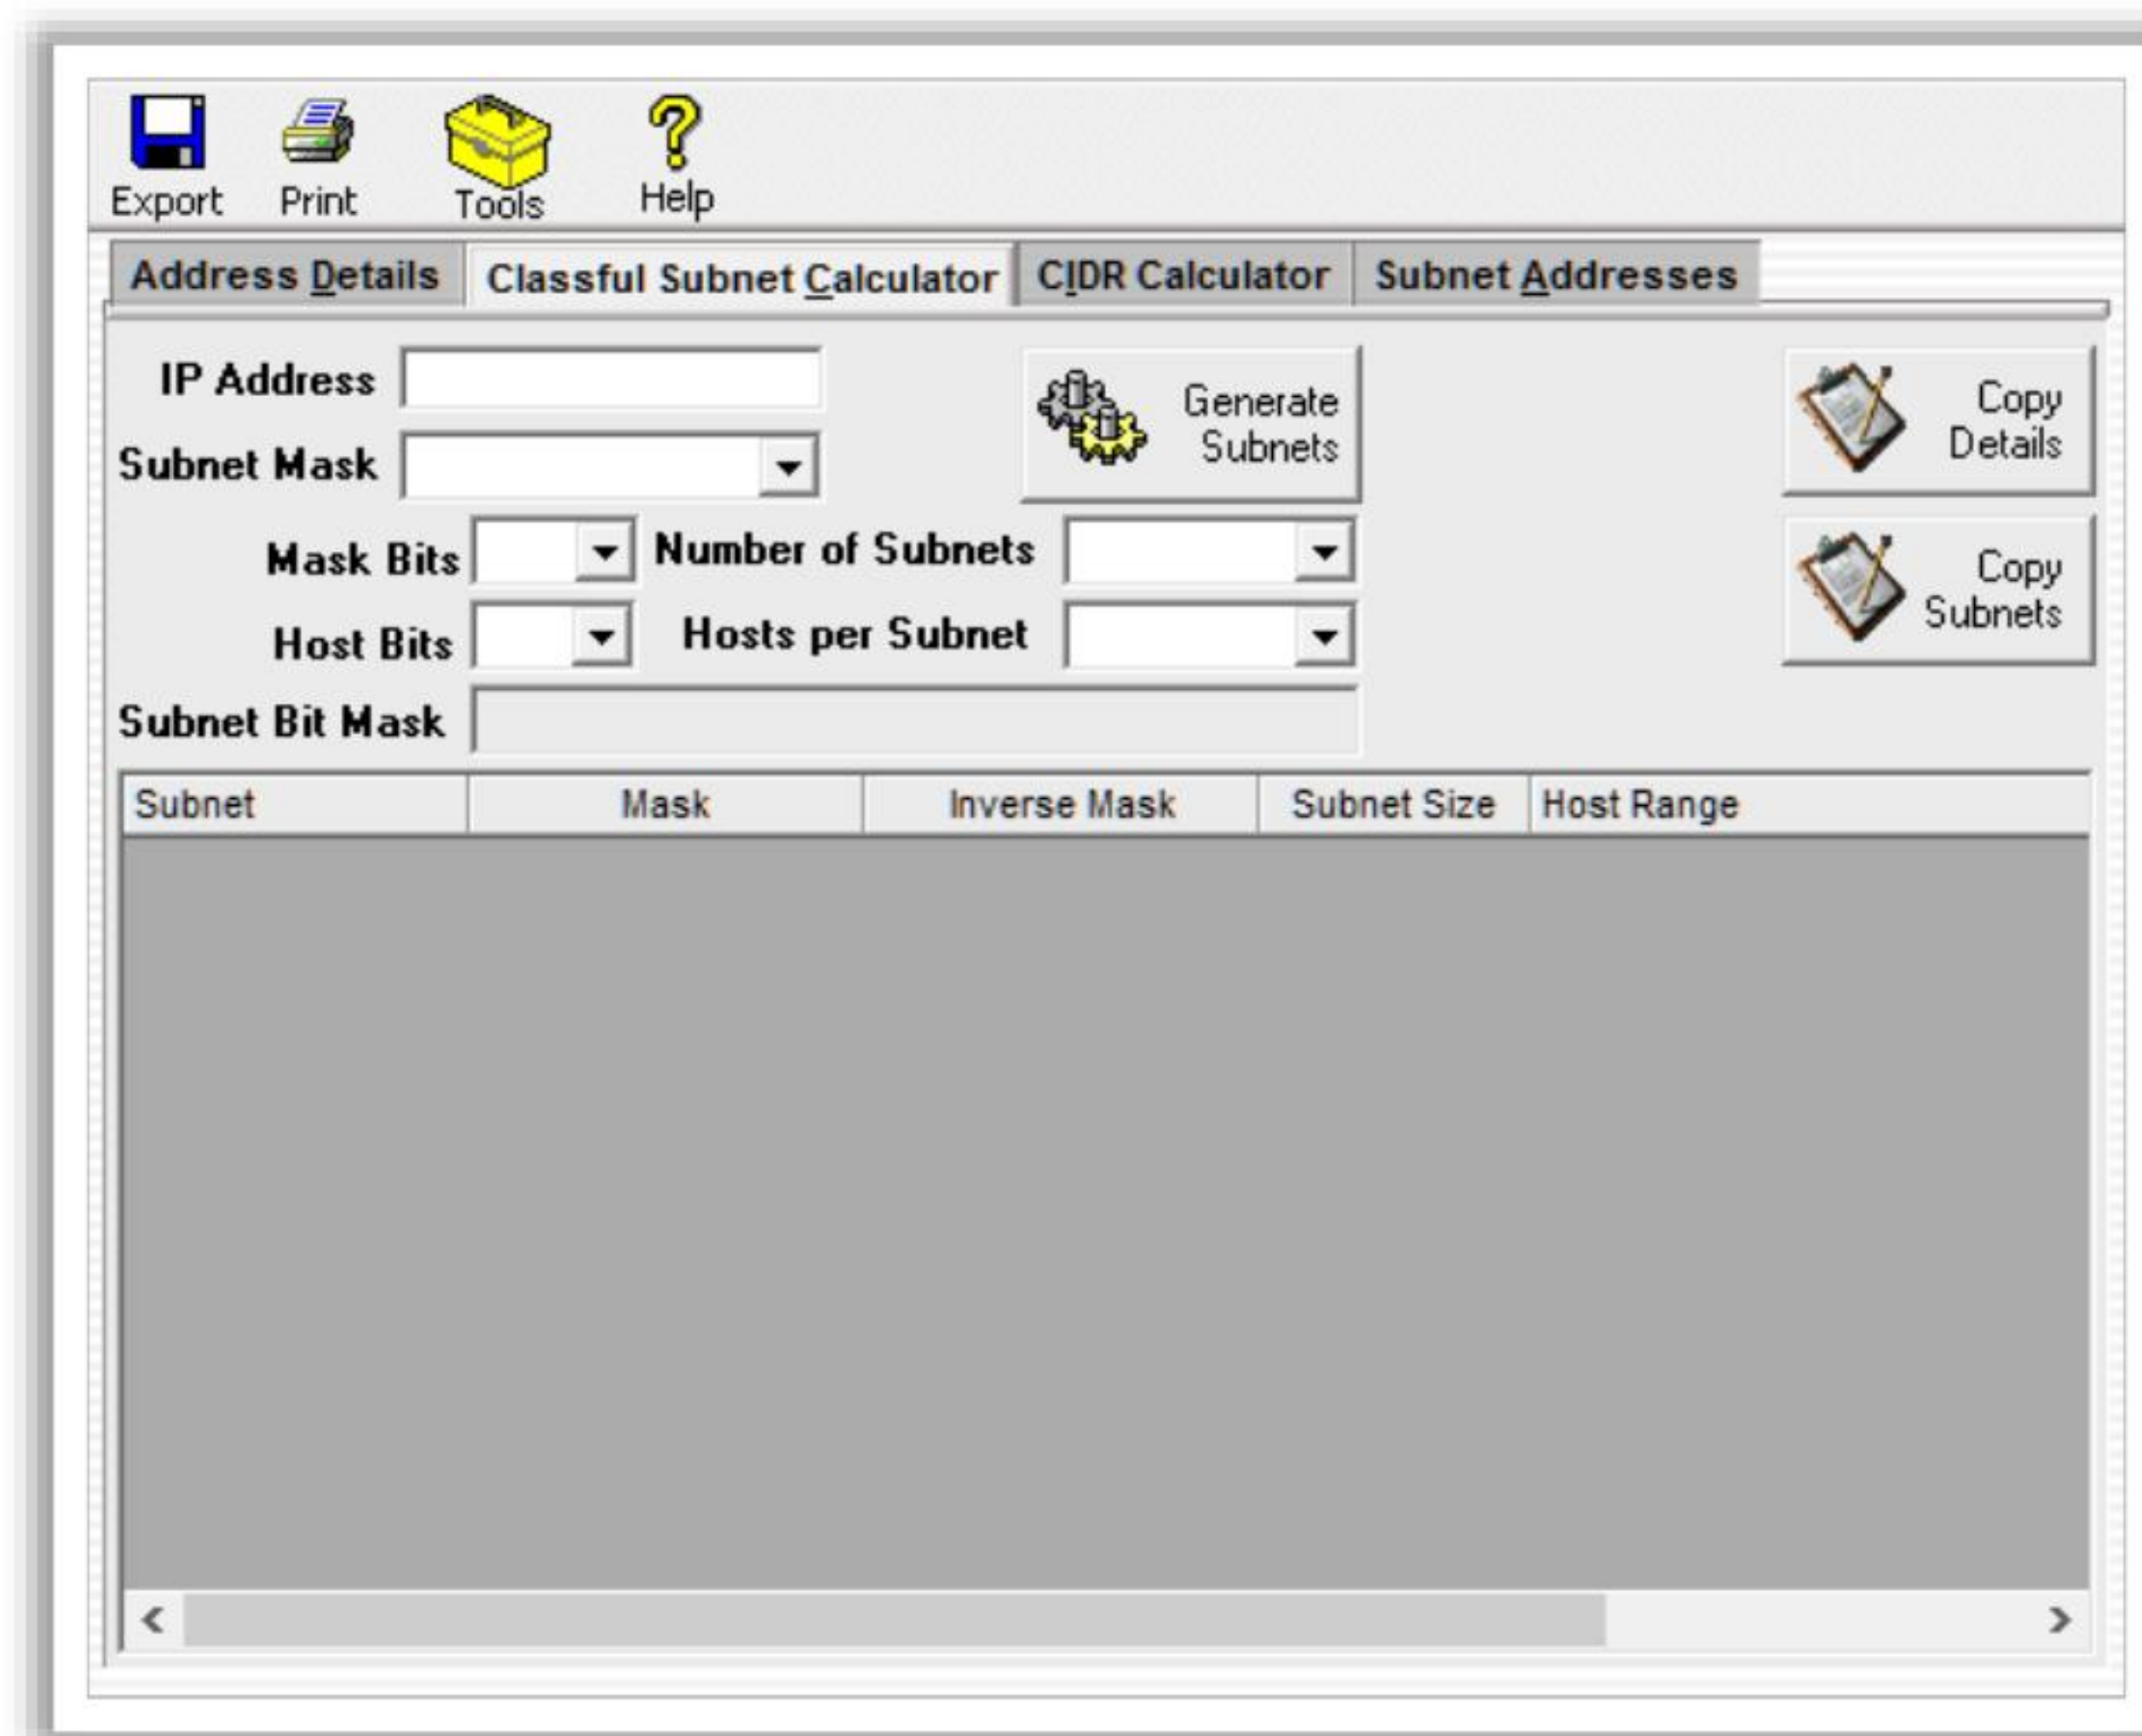 Export Print Tools Help
Address Details Classful Subnet Calculator CIDR Calculator Subnet Addresses
IP Address
Generate
Subnets
Copy
Details
Subnet Mask
Mask Bits Number of Subnets
Copy
Subnets
Host Bits Hosts per Subnet
Subnet Bit Mask
Subnet Mask Inverse Mask Subnet Size Host Range